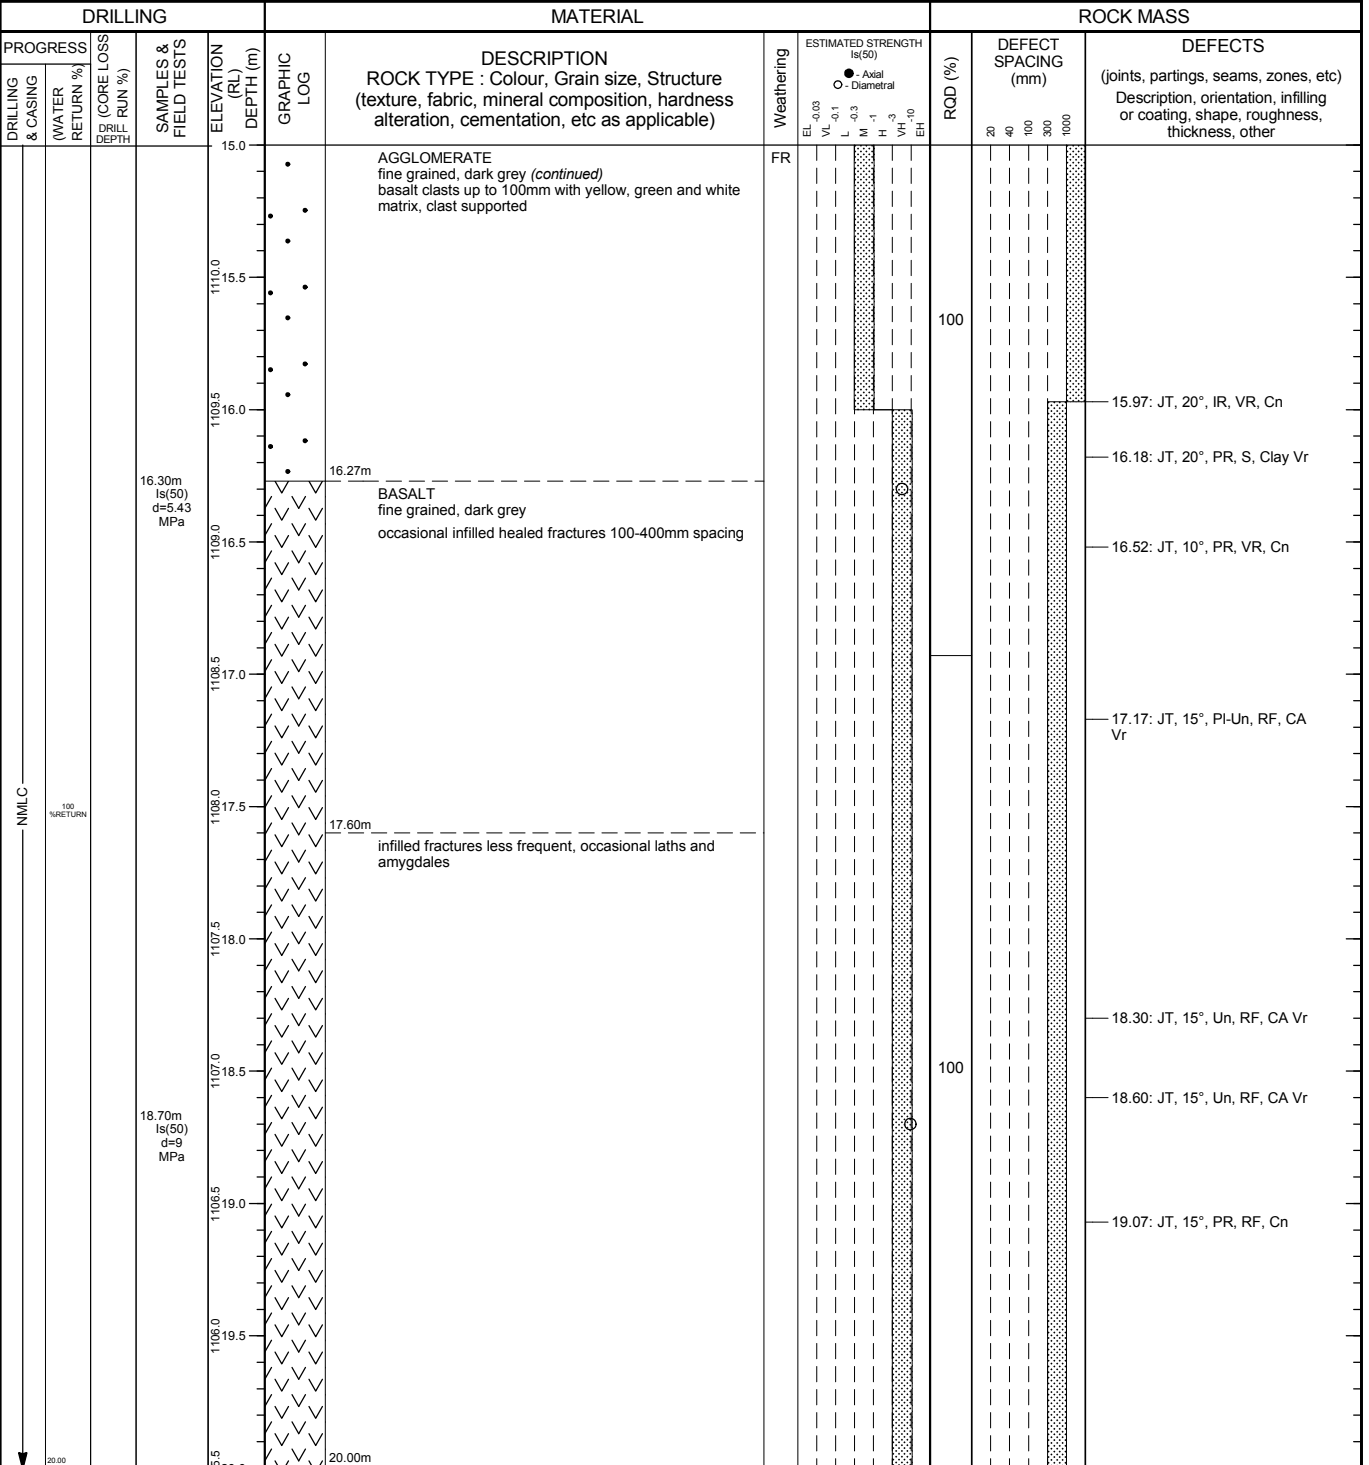 DRILLING
MATERIAL
ROCK MASS
PROGRESS
DRILLING
& CASING
(WATER
RETURN %)
(CORE LOSS
RUN %)
DRILL
DEPTH
SAMPLES &
FIELD TESTS
ELEVATION
(RL)
DEPTH (m)
GRAPHIC
LOG
DESCRIPTION
ROCK TYPE : Colour, Grain size, Structure
(texture, fabric, mineral composition, hardness
alteration, cementation, etc as applicable)
Weathering
ESTIMATED STRENGTH
Is(50)
● - Axial
O - Diametral
EL
-0.03
VL
-0.1
L
-0.3
M
-1
H
-3
VH
-10
EH
RQD (%)
DEFECT
SPACING
(mm)
20
40
100
300
1000
DEFECTS
(joints, partings, seams, zones, etc)
Description, orientation, infilling
or coating, shape, roughness,
thickness, other
15.0
AGGLOMERATE
fine grained, dark grey (continued)
basalt clasts up to 100mm with yellow, green and white
matrix, clast supported
FR
1110.0
15.5
100
1109.5
16.0
15.97: JT, 20°, IR, VR, Cn
16.18: JT, 20°, PR, S, Clay Vr
16.27m
16.30m
Is(50)
d=5.43
MPa
BASALT
fine grained, dark grey
occasional infilled healed fractures 100-400mm spacing
1109.0
16.5
16.52: JT, 10°, PR, VR, Cn
1108.5
17.0
17.17: JT, 15°, Pl-Un, RF, CA
Vr
NMLC
100
%RETURN
1108.0
17.5
17.60m
infilled fractures less frequent, occasional laths and
amygdales
1107.5
18.0
18.30: JT, 15°, Un, RF, CA Vr
1107.0
18.5
100
18.60: JT, 15°, Un, RF, CA Vr
18.70m
Is(50)
d=9
MPa
1106.5
19.0
19.07: JT, 15°, PR, RF, Cn
1106.0
19.5
20.00
20.00m